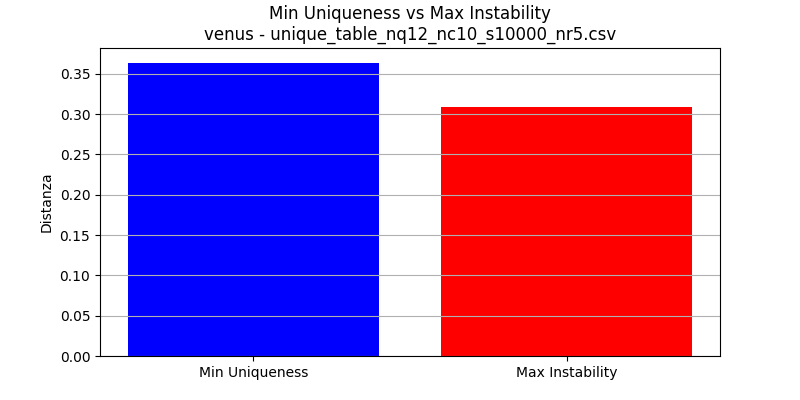 Min Uniqueness vs Max Instability
venus - unique_table_nq12_nc10_s10000_nr5.csv
Distanza
0.35
0.30
0.25
0.20
0.15
0.10
0.05
0.00
Min Uniqueness
Max Instability